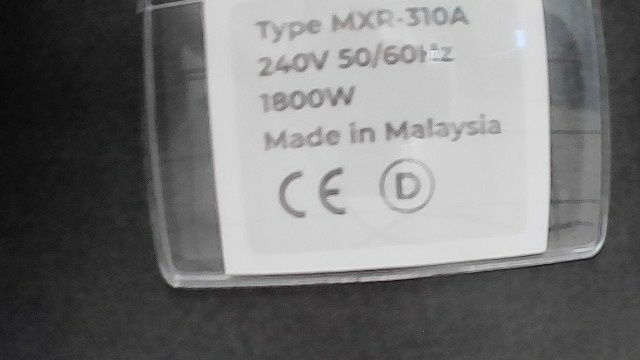 Type MXR-310A
240V 50/60Hz
1800W
Made in Malaysia
CE D